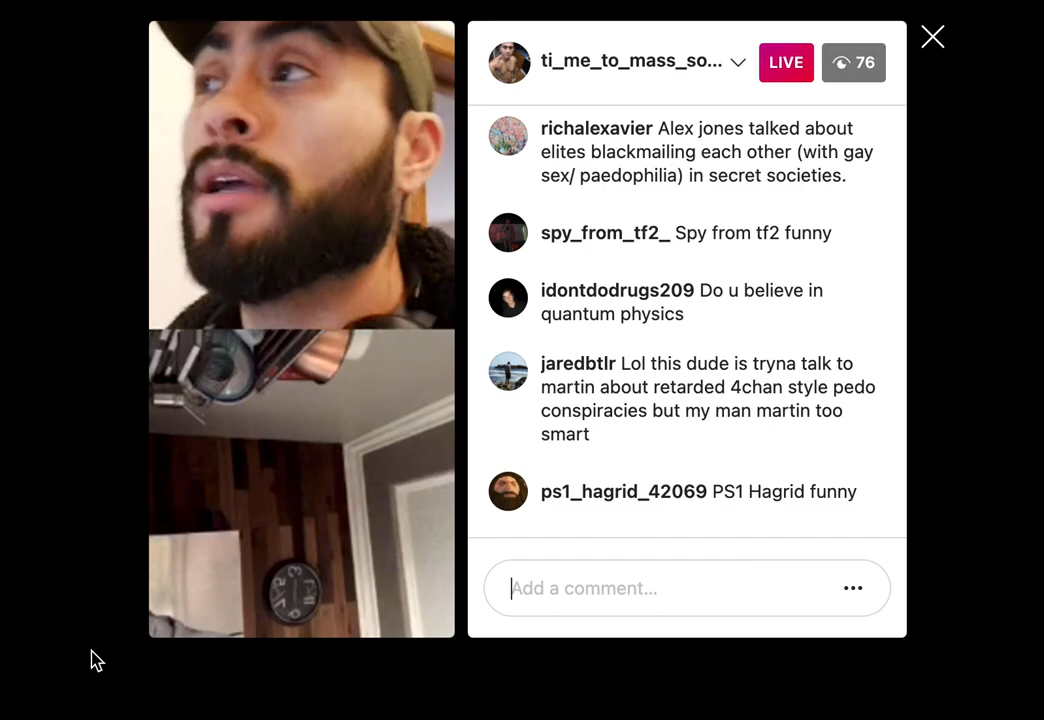 ti_me_to_mass_so...
LIVE
76
richalexavier Alex jones talked about
elites blackmailing each other (with gay
sex/ paedophilia) in secret societies.
spy_from_tf2_ Spy from tf2 funny
idontdodrugs209 Do u believe in
quantum physics
jaredbtlr Lol this dude is tryna talk to
martin about retarded 4chan style pedo
conspiracies but my man martin too
smart
ps1_hagrid_42069 PS1 Hagrid funny
Add a comment...